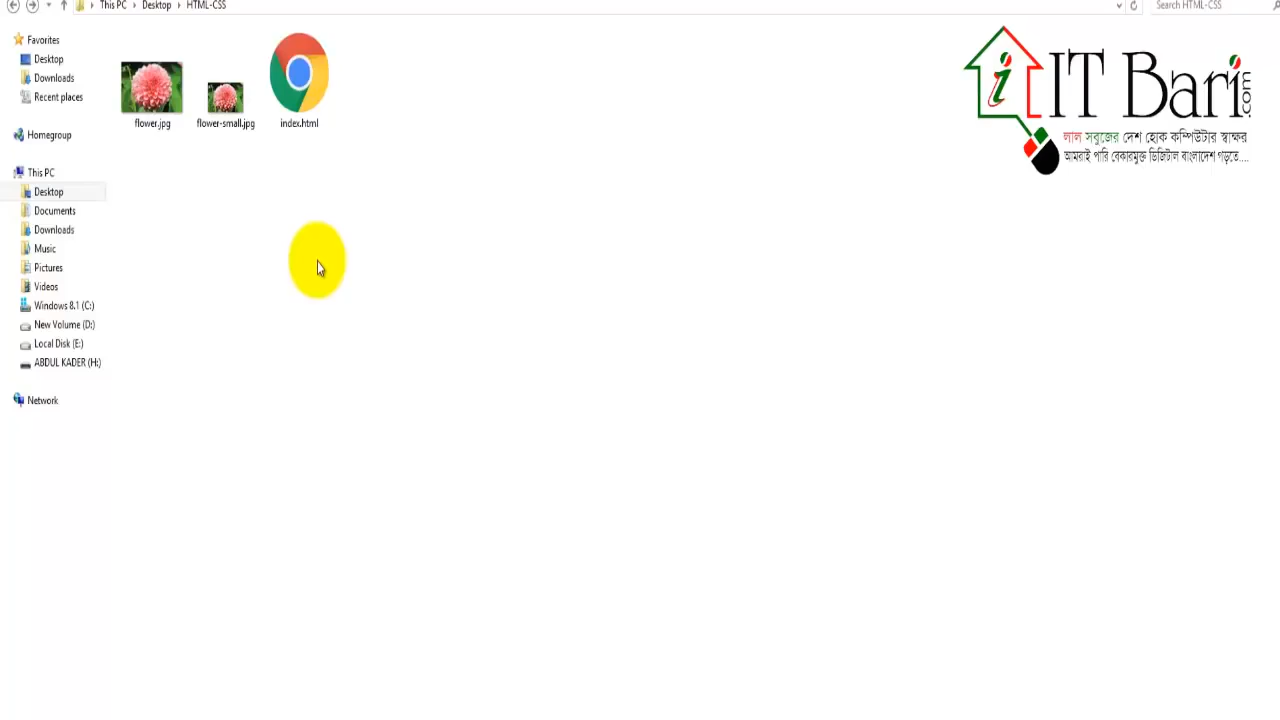 This PC Desktop HTML-CSS
Search HTML-CSS
Favorites
Desktop
Downloads
Recent places
Homegroup
This PC
Desktop
Documents
Downloads
Music
Pictures
Videos
Windows 8.1 (C:)
New Volume (D:)
Local Disk (E:)
ABDUL KADER (H:)
Network
flower.jpg
flower-small.jpg
index.html
i IT Bari.com
লাল সবুজের দেশ হোক কম্পিউটার স্বাক্ষর
আমরাই পারি বেকারমুক্ত ডিজিটাল বাংলাদেশ গড়তে....